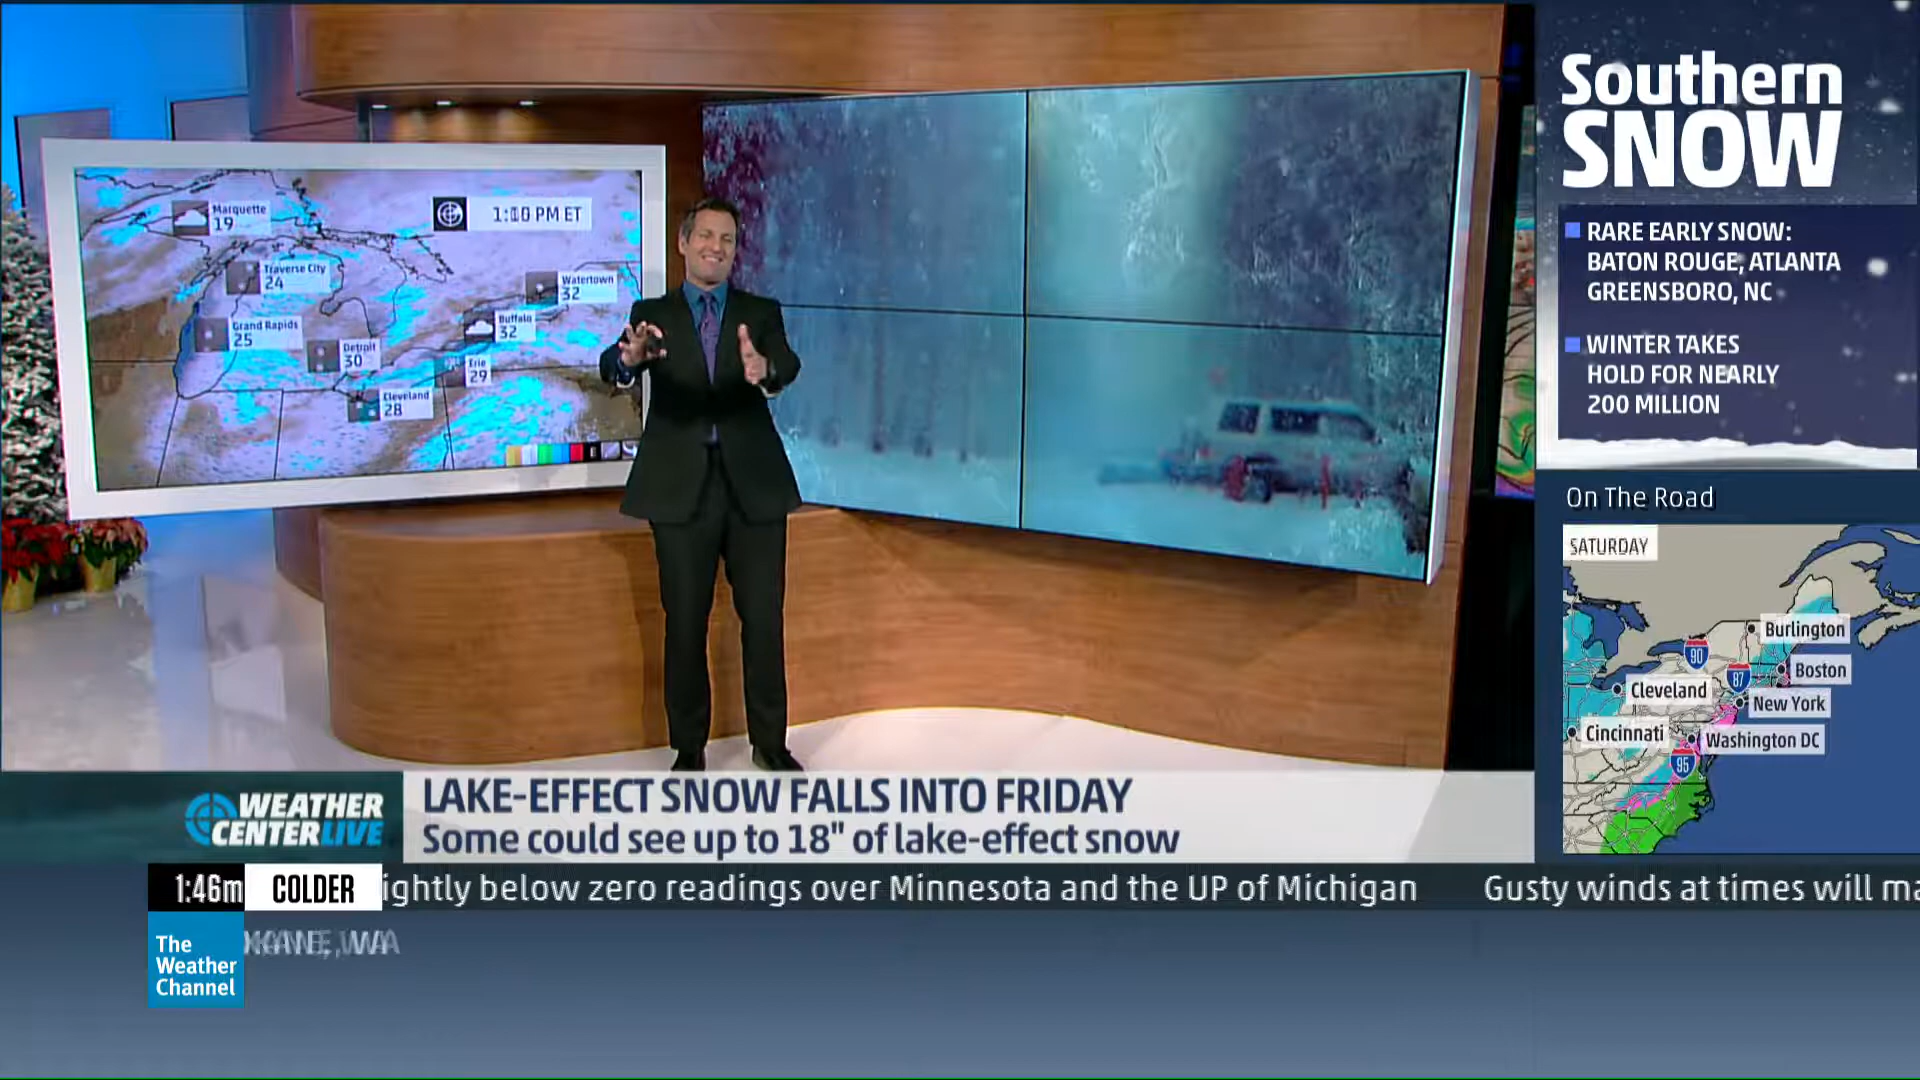 Southern
SNOW
RARE EARLY SNOW:
BATON ROUGE, ATLANTA
GREENSBORO, NC
WINTER TAKES
HOLD FOR NEARLY
200 MILLION
On The Road
SATURDAY
Burlington
90
Boston
87
Cleveland
New York
Cincinnati
Washington DC
95
Marquette
19
PM ET
Traverse City
24
Watertown
32
Grand Rapids
25
Buffalo
32
Detroit
30
Erie
29
Cleveland
28
WEATHER
CENTER LIVE
LAKE-EFFECT SNOW FALLS INTO FRIDAY
Some could see up to 18" of lake-effect snow
1:46m
COLDER
ightly below zero readings over Minnesota and the UP of Michigan Gusty winds at times will ma
The
Weather
Channel
WA